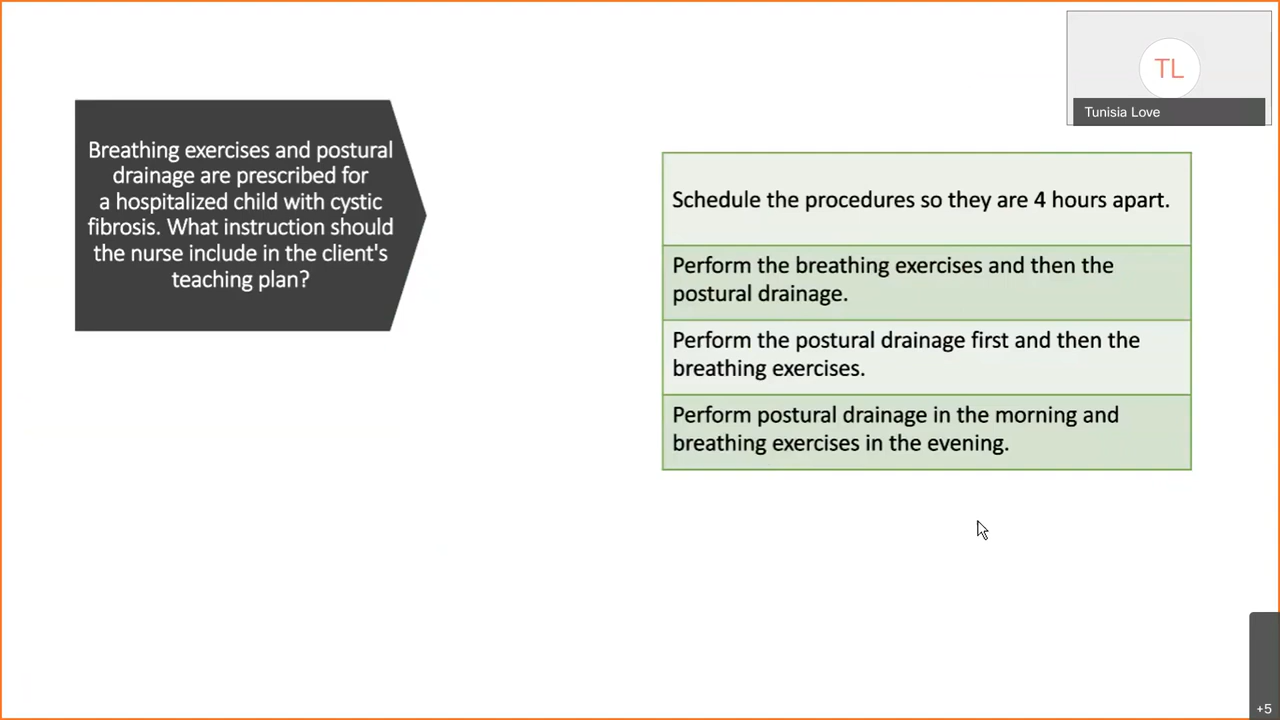 TL
Tunisia Love
Breathing exercises and postural
drainage are prescribed for
a hospitalized child with cystic
fibrosis. What instruction should
the nurse include in the client's
teaching plan?
Schedule the procedures so they are 4 hours apart.
Perform the breathing exercises and then the
postural drainage.
Perform the postural drainage first and then the
breathing exercises.
Perform postural drainage in the morning and
breathing exercises in the evening.
+5